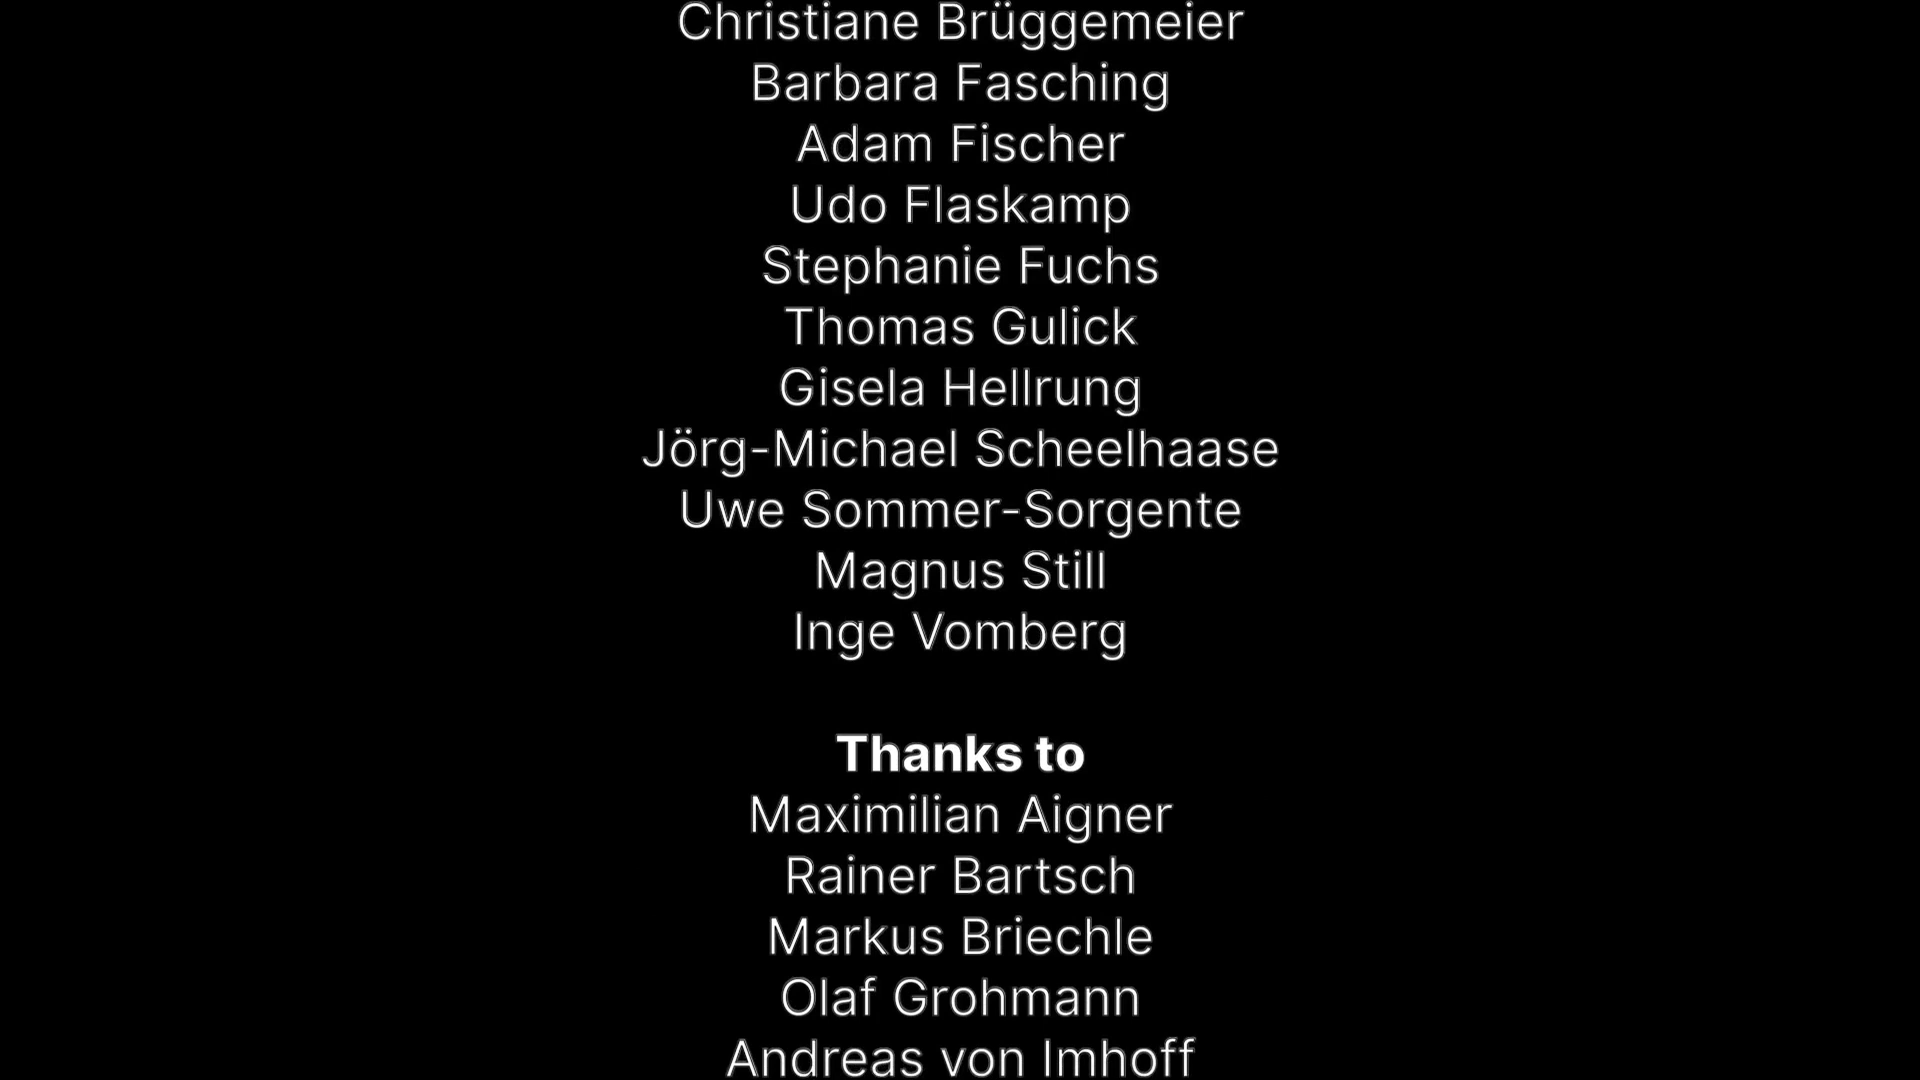 Christiane Brüggemeier
Barbara Fasching
Adam Fischer
Udo Flaskamp
Stephanie Fuchs
Thomas Gulick
Gisela Hellrung
Jörg-Michael Scheelhaase
Uwe Sommer-Sorgente
Magnus Still
Inge Vomberg
Thanks to
Maximilian Aigner
Rainer Bartsch
Markus Briechle
Olaf Grohmann
Andreas von Imhoff